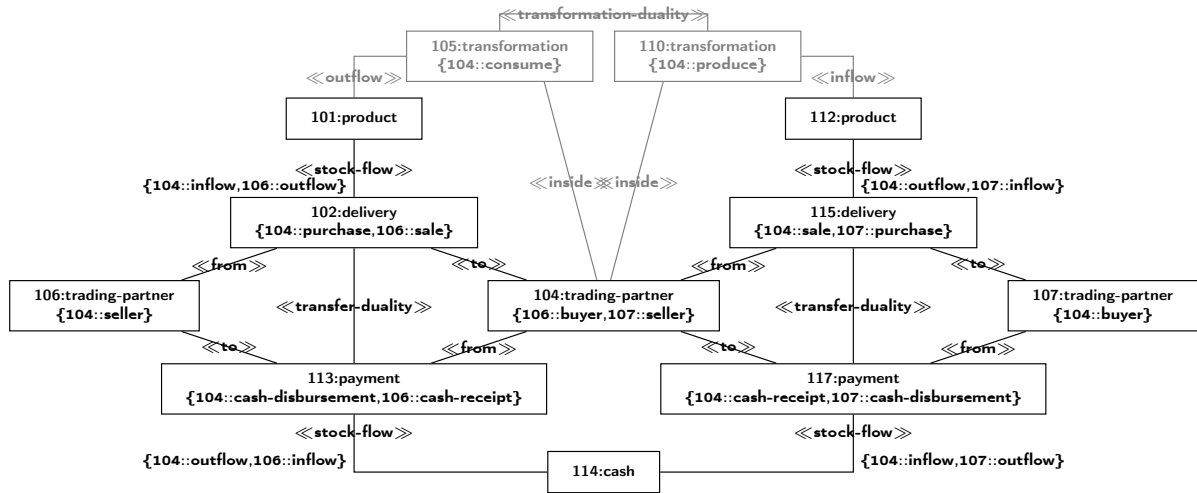 ≪transformation-duality≫
105:transformation
{104::consume}
110:transformation
{104::produce}
≪outflow≫
≪inflow≫
101:product
112:product
≪stock-flow≫
≪stock-flow≫
{104::inflow,106::outflow}
≪inside≫
≪inside≫
{104::outflow,107::inflow}
102:delivery
{104::purchase,106::sale}
115:delivery
{104::sale,107::purchase}
≪from≫
≪to≫
≪from≫
≪to≫
106:trading-partner
{104::seller}
≪transfer-duality≫
104:trading-partner
{106::buyer,107::seller}
≪transfer-duality≫
107:trading-partner
{104::buyer}
≪to≫
≪from≫
≪to≫
≪from≫
113:payment
{104::cash-disbursement,106::cash-receipt}
117:payment
{104::cash-receipt,107::cash-disbursement}
≪stock-flow≫
≪stock-flow≫
{104::outflow,106::inflow}
{104::inflow,107::outflow}
114:cash